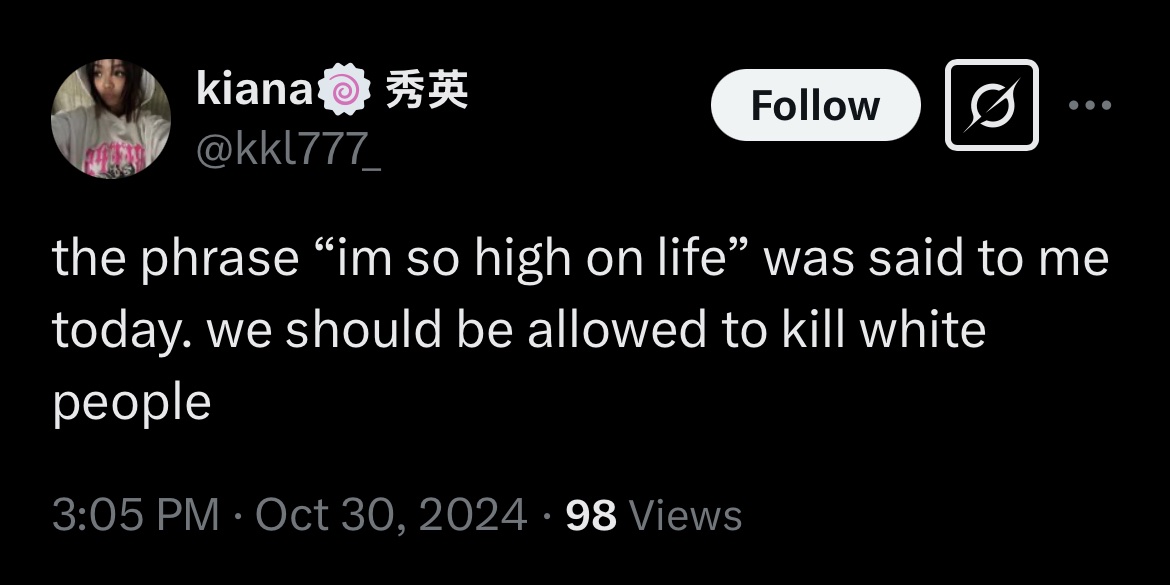 kiana🍥 秀英
@kkl777_
Follow
the phrase “im so high on life” was said to me
today. we should be allowed to kill white
people
3:05 PM · Oct 30, 2024 · 98 Views